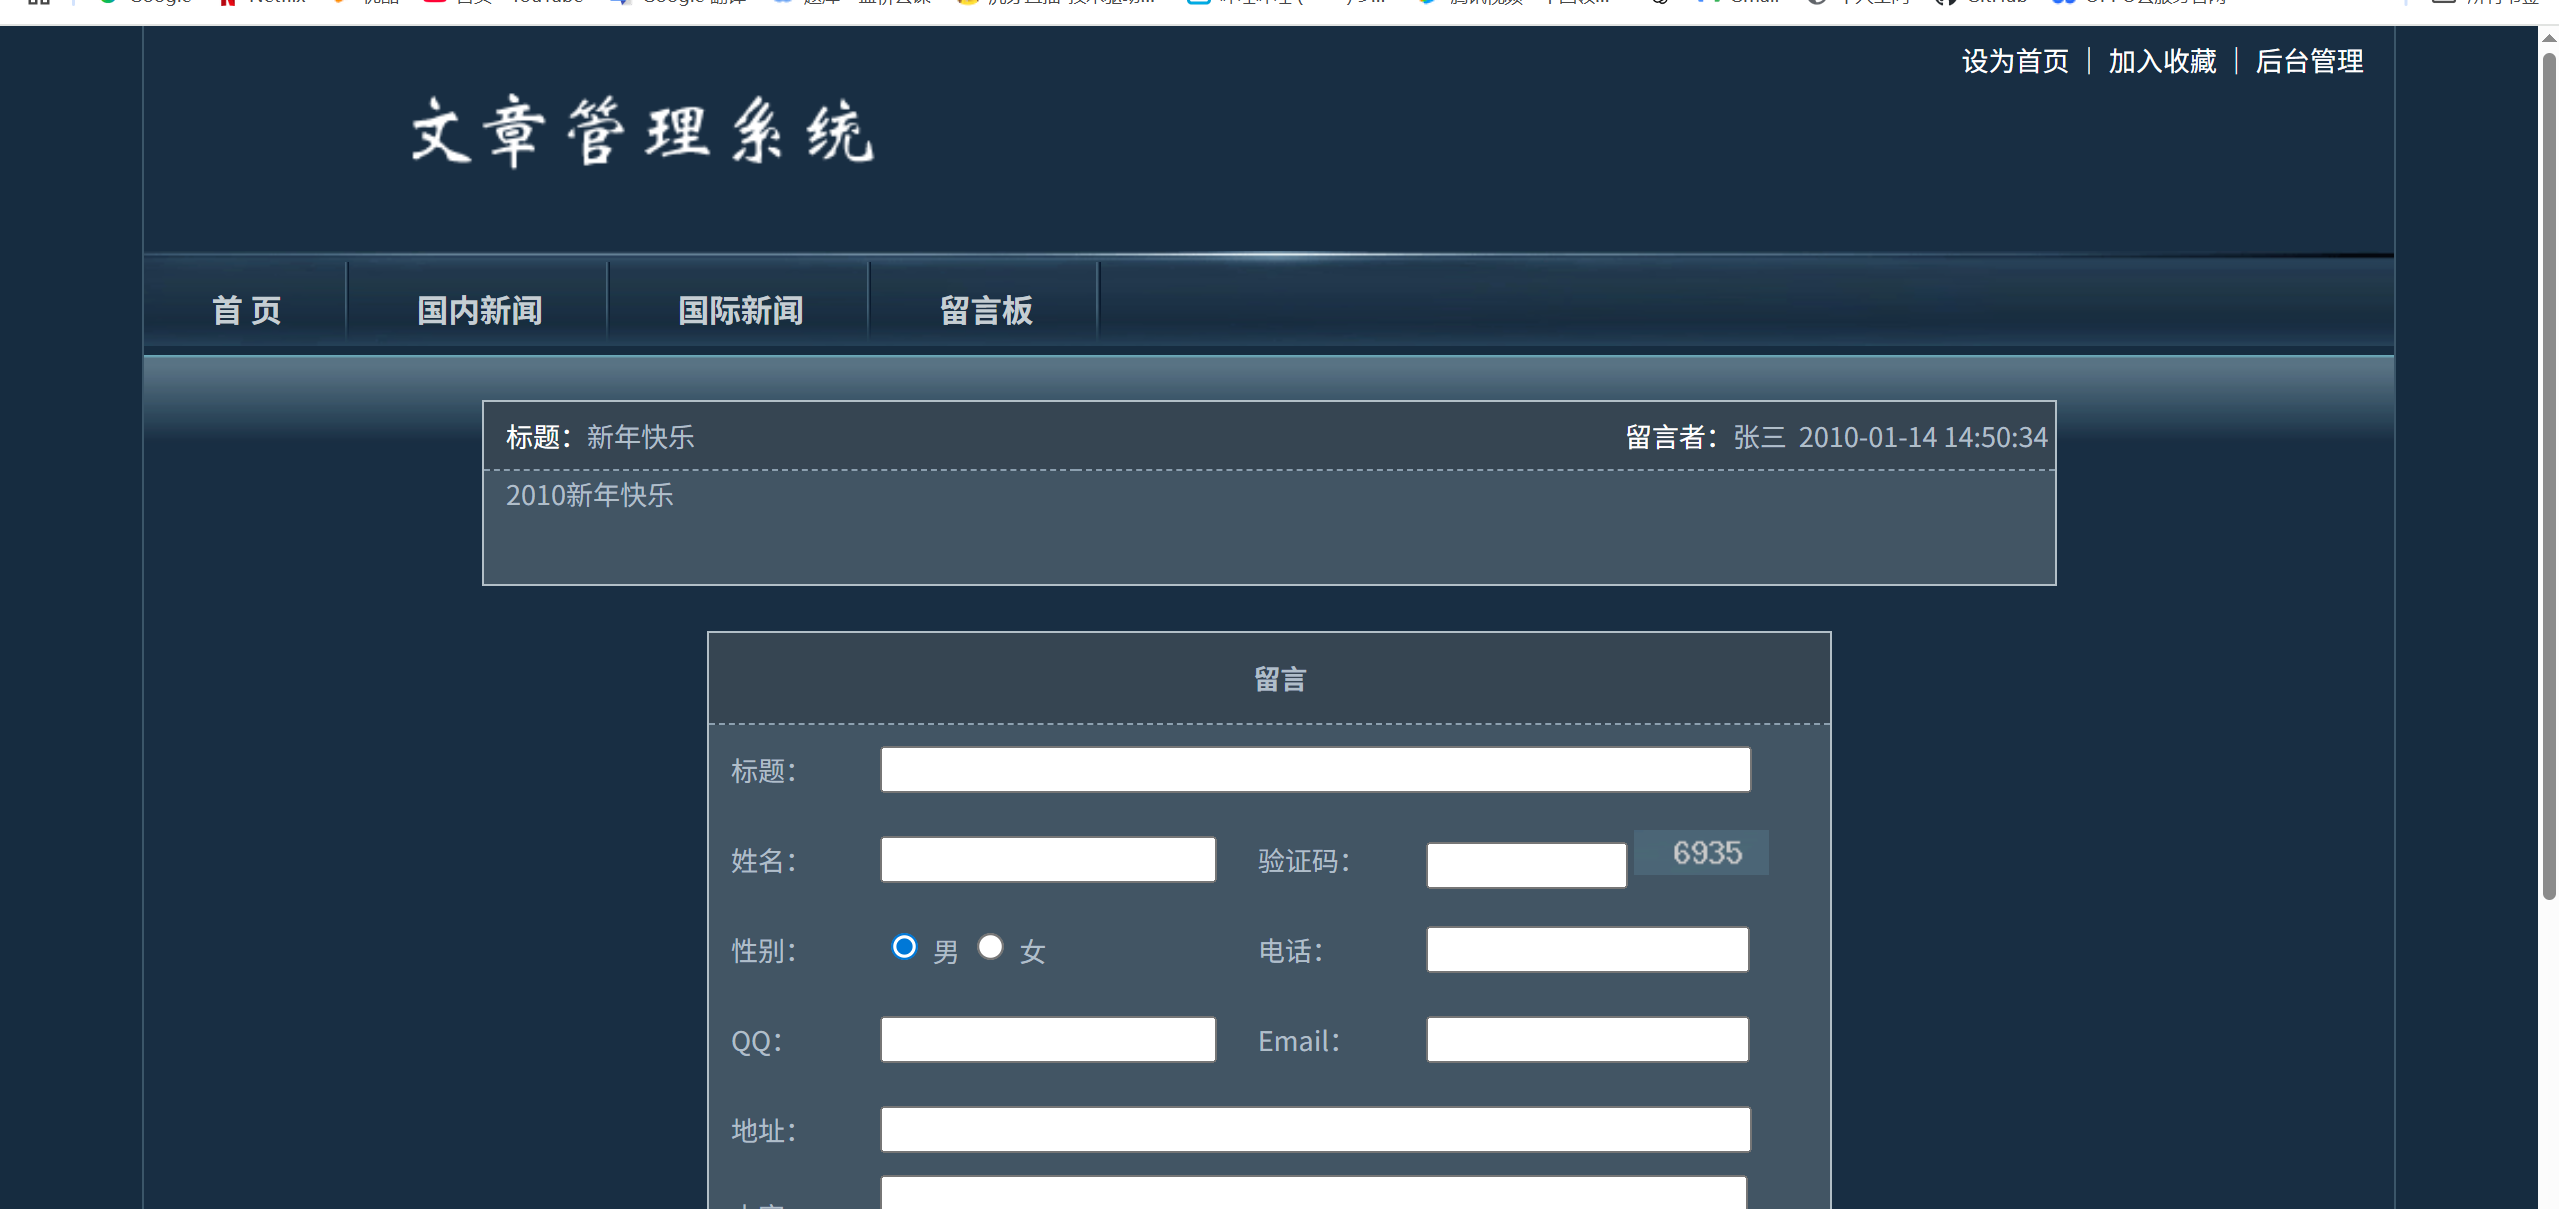 设为首页 | 加入收藏 | 后台管理
文章管理系统
首 页 国内新闻 国际新闻 留言板
标题：新年快乐 留言者：张三 2010-01-14 14:50:34
2010新年快乐
留言
标题：
姓名： 验证码： 6935
性别： 男 女 电话：
QQ： Email：
地址：